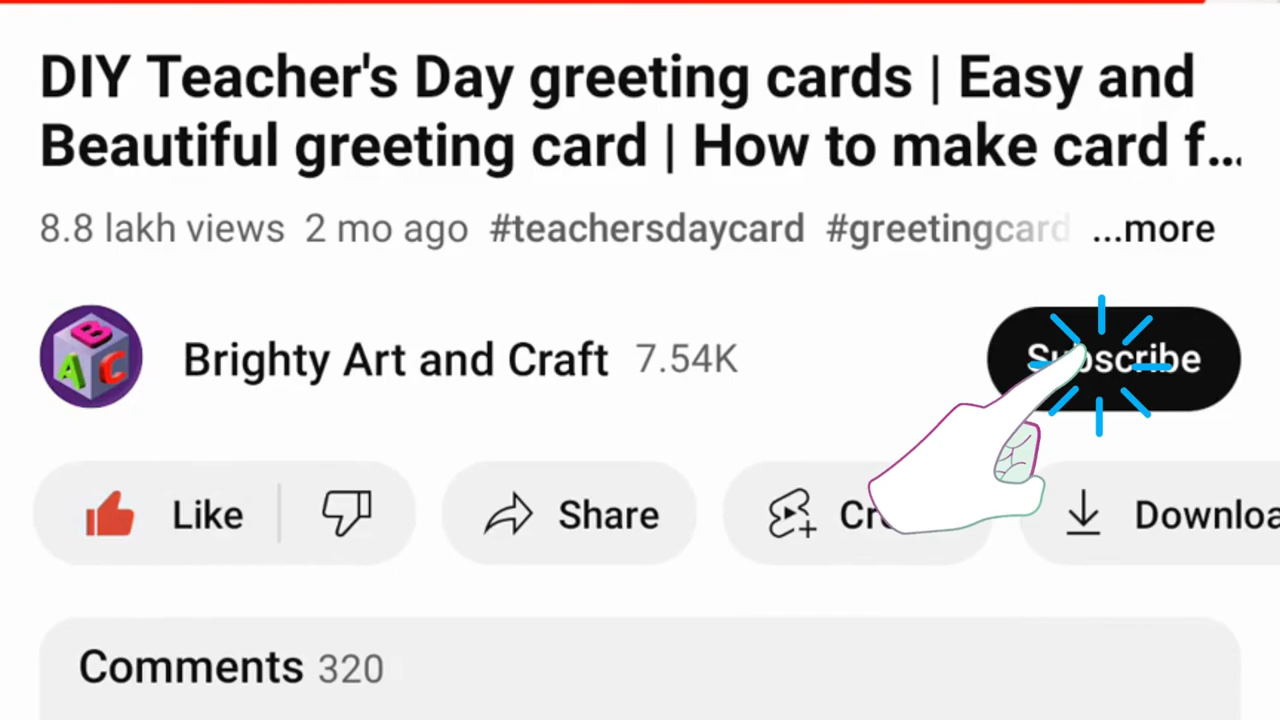 DIY Teacher's Day greeting cards | Easy and
Beautiful greeting card | How to make card f...
8.8 lakh views 2 mo ago #teachersdaycard #greetingcard ...more
B A C
Brighty Art and Craft 7.54K
Subscribe
Like
Share
Cr
Downloa
Comments 320